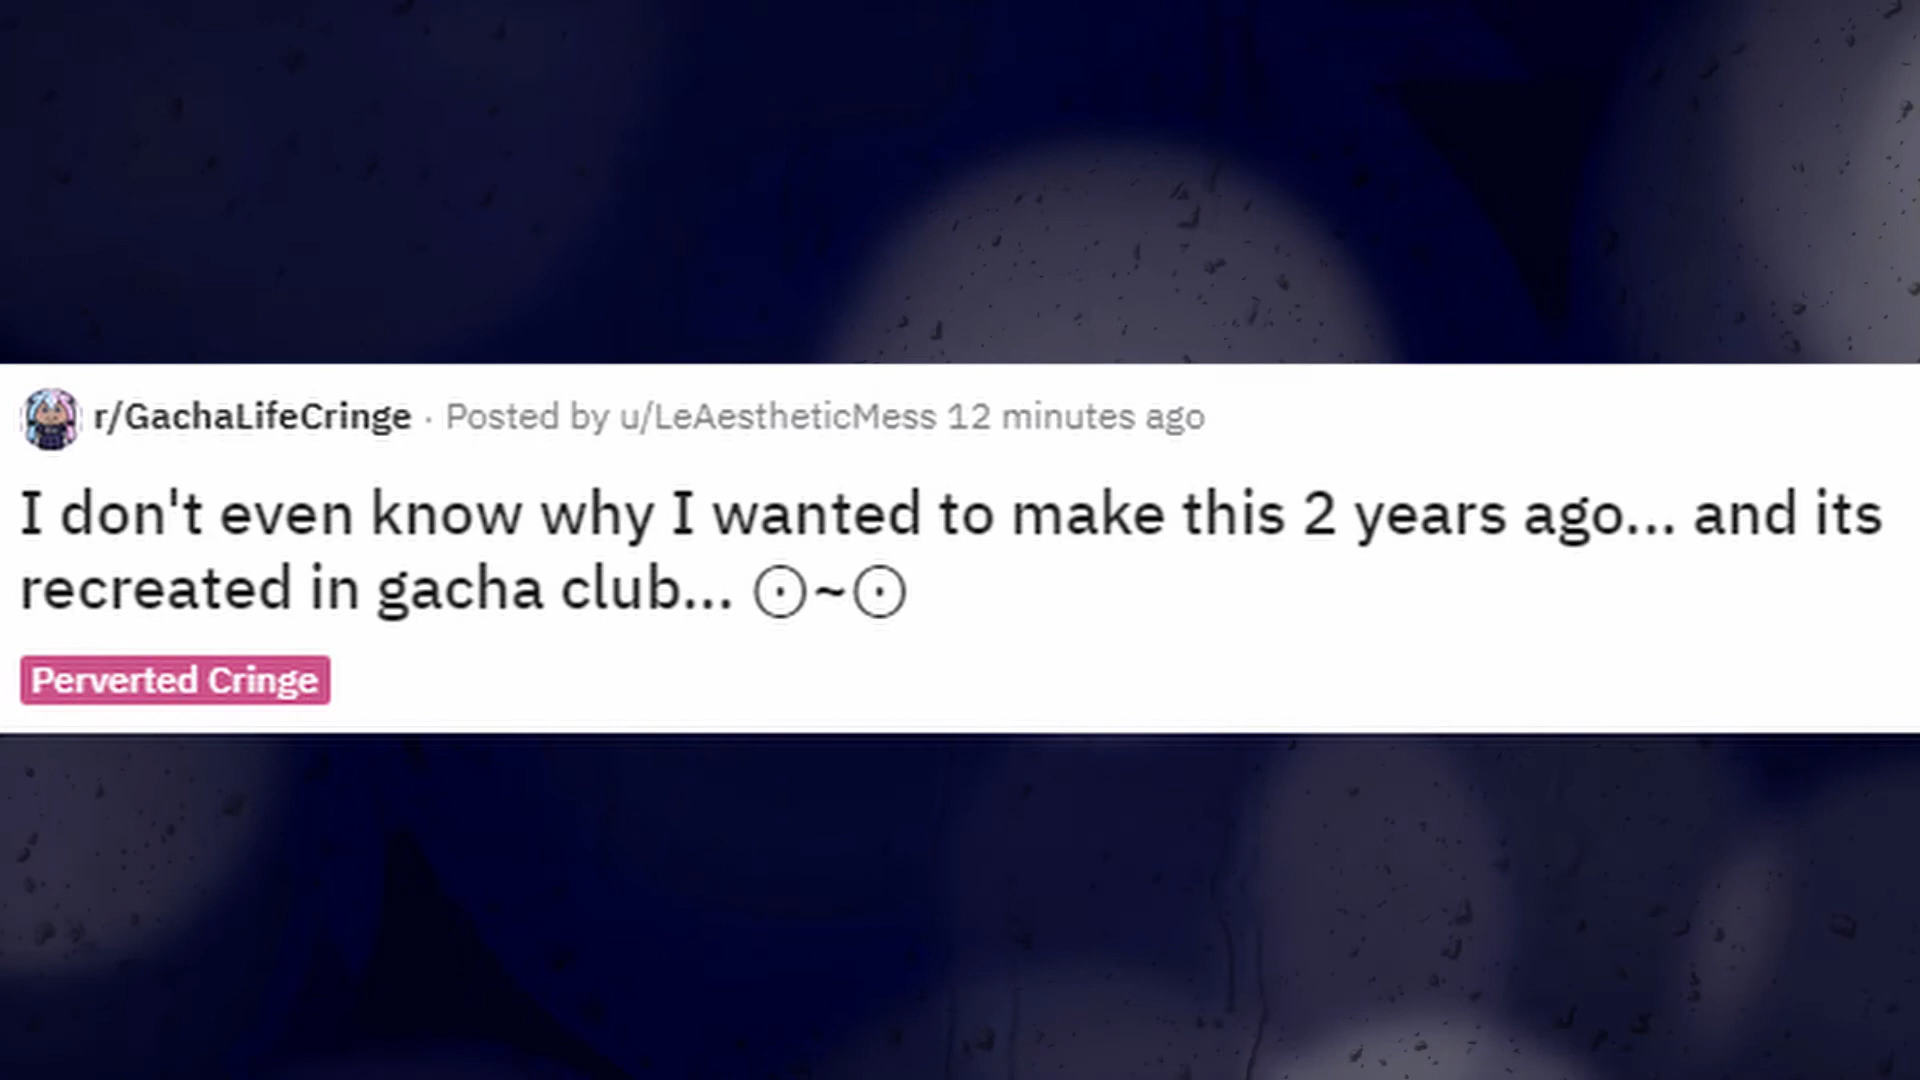 r/GachaLifeCringe · Posted by u/LeAestheticMess 12 minutes ago
I don't even know why I wanted to make this 2 years ago... and its
recreated in gacha club... ⊙~⊙
Perverted Cringe